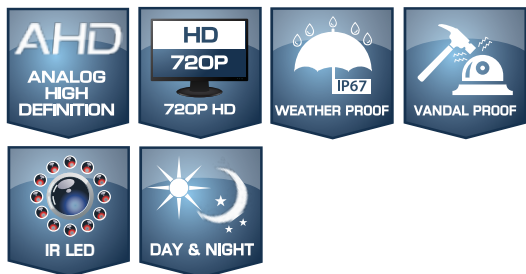 AHD
ANALOG
HIGH
DEFINITION
HD
720P
720P HD
IP67
WEATHER PROOF
VANDAL PROOF
IR LED
DAY & NIGHT